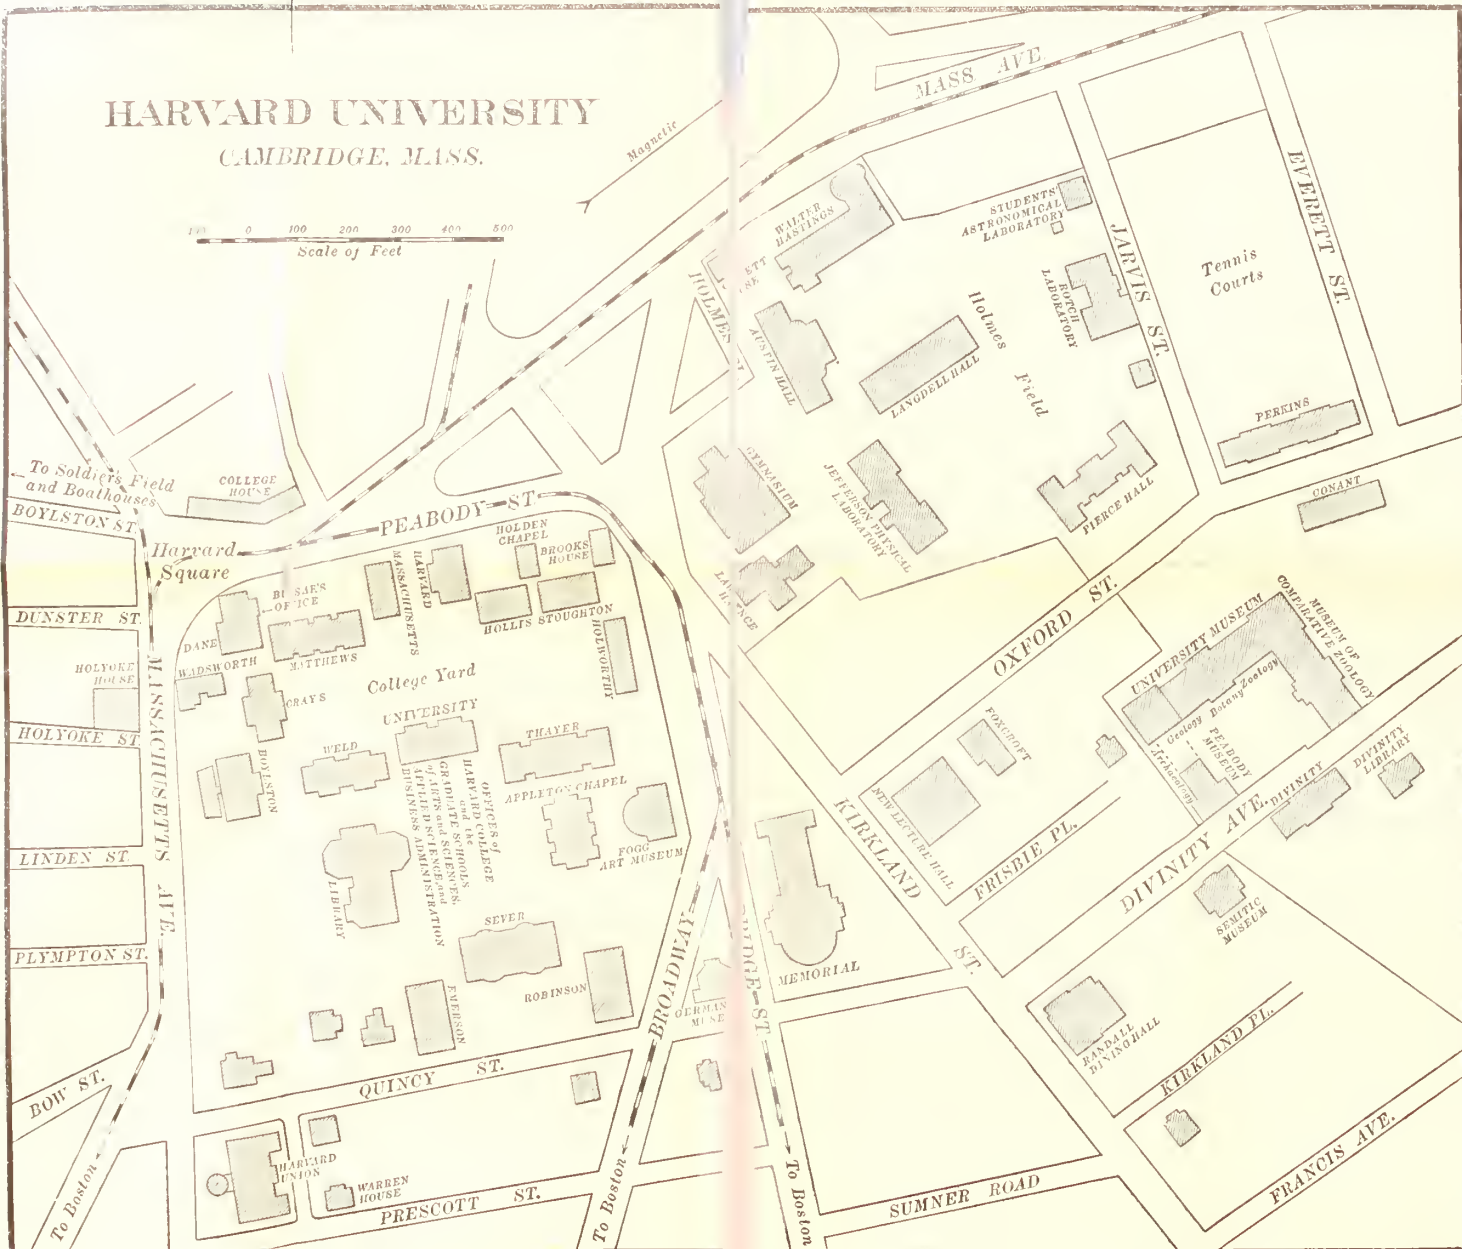 HARVARD UNIVERSITY
CAMBRIDGE, MASS.
Scale of Feet
0 100 200 300 400 500
Magnetic
MASS. AVE.
WALTER
HASTINGS
STUDENTS'
ASTRONOMICAL
LABORATORY
JARVIS ST.
EVERETT ST.
Tennis
Courts
ROTCH
LABORATORY
HOLMES
AUSTIN HALL
LANGDELL HALL
Holmes
Field
PERKINS
CONANT
PIERCE HALL
GYMNASIUM
JEFFERSON PHYSICAL
LABORATORY
To Soldier's Field
and Boathouses
COLLEGE
HOUSE
BOYLSTON ST.
PEABODY ST
Harvard
Square
HOLDEN
CHAPEL
BROOKS
HOUSE
MASSACHUSETTS
HARVARD
HOLLIS
STOUGHTON
HOLWORTHY
OFFICE
DANE
MATTHEWS
WADSWORTH
GRAYS
College Yard
DUNSTER ST.
HOLYOKE
HOUSE
HOLYOKE ST.
MASSACHUSETTS AVE.
BOYLSTON
WELD
UNIVERSITY
OFFICES of
HARVARD COLLEGE
and the
GRADUATE SCHOOLS
of ARTS and SCIENCES,
APPLIED SCIENCE, and
BUSINESS ADMINISTRATION
THAYER
APPLETON CHAPEL
FOGG
ART MUSEUM
LIBRARY
SEVER
EMERSON
ROBINSON
LINDEN ST.
PLYMPTON ST.
BOW ST.
QUINCY ST.
HARVARD
UNION
WARREN
HOUSE
PRESCOTT ST.
To Boston
To Boston
To Boston
BROADWAY
GERMAN
MEMORIAL
OXFORD ST.
UNIVERSITY MUSEUM
MUSEUM OF
COMPARATIVE ZOOLOGY
Zoology
Botany
Geology
Archaeology
PEABODY
MUSEUM
FOXCROFT
NEW LECTURE HALL
KIRKLAND ST.
FRISBIE PL.
DIVINITY AVE.
DIVINITY
DIVINITY
LIBRARY
SEMITIC
MUSEUM
RANDALL
DINING HALL
KIRKLAND PL.
FRANCIS AVE.
SUMNER ROAD